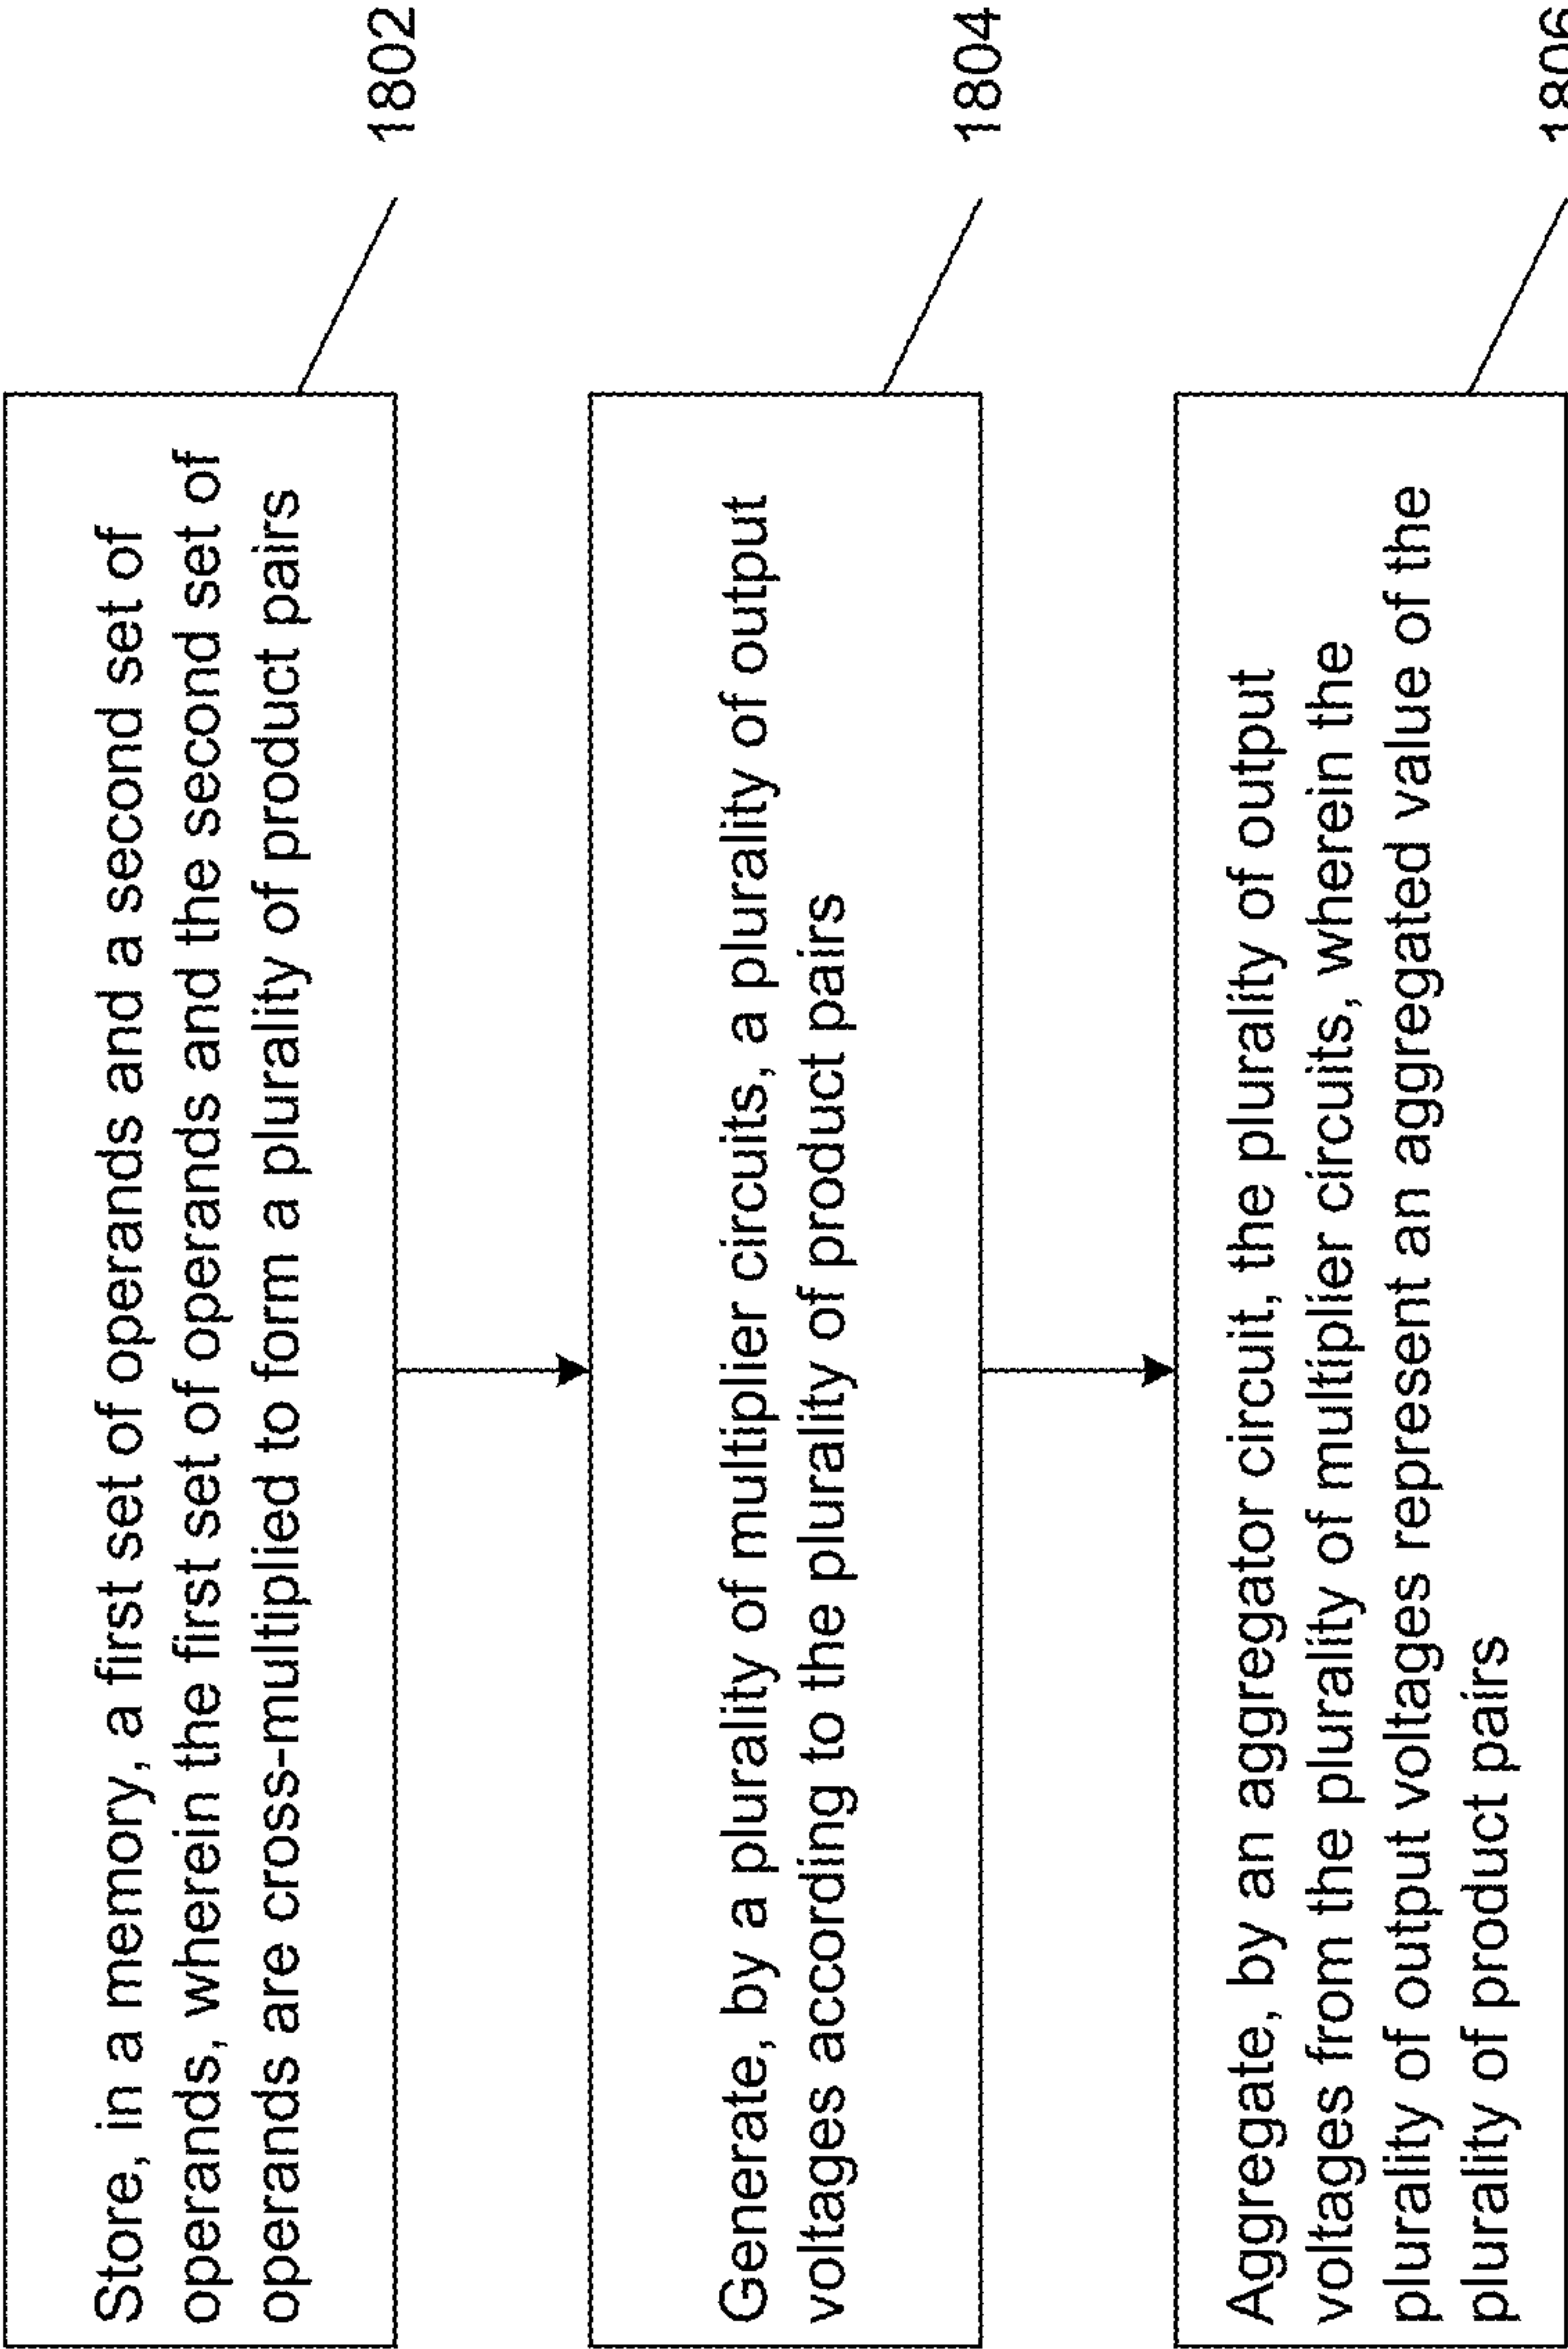 Store, in a memory, a first set of operands and a second set of
operands, wherein the first set of operands and the second set of
operands are cross-multiplied to form a plurality of product pairs
1802
Generate, by a plurality of multiplier circuits, a plurality of output
voltages according to the plurality of product pairs
1804
Aggregate, by an aggregator circuit, the plurality of output
voltages from the plurality of multiplier circuits, wherein the
plurality of output voltages represent an aggregated value of the
plurality of product pairs
1806